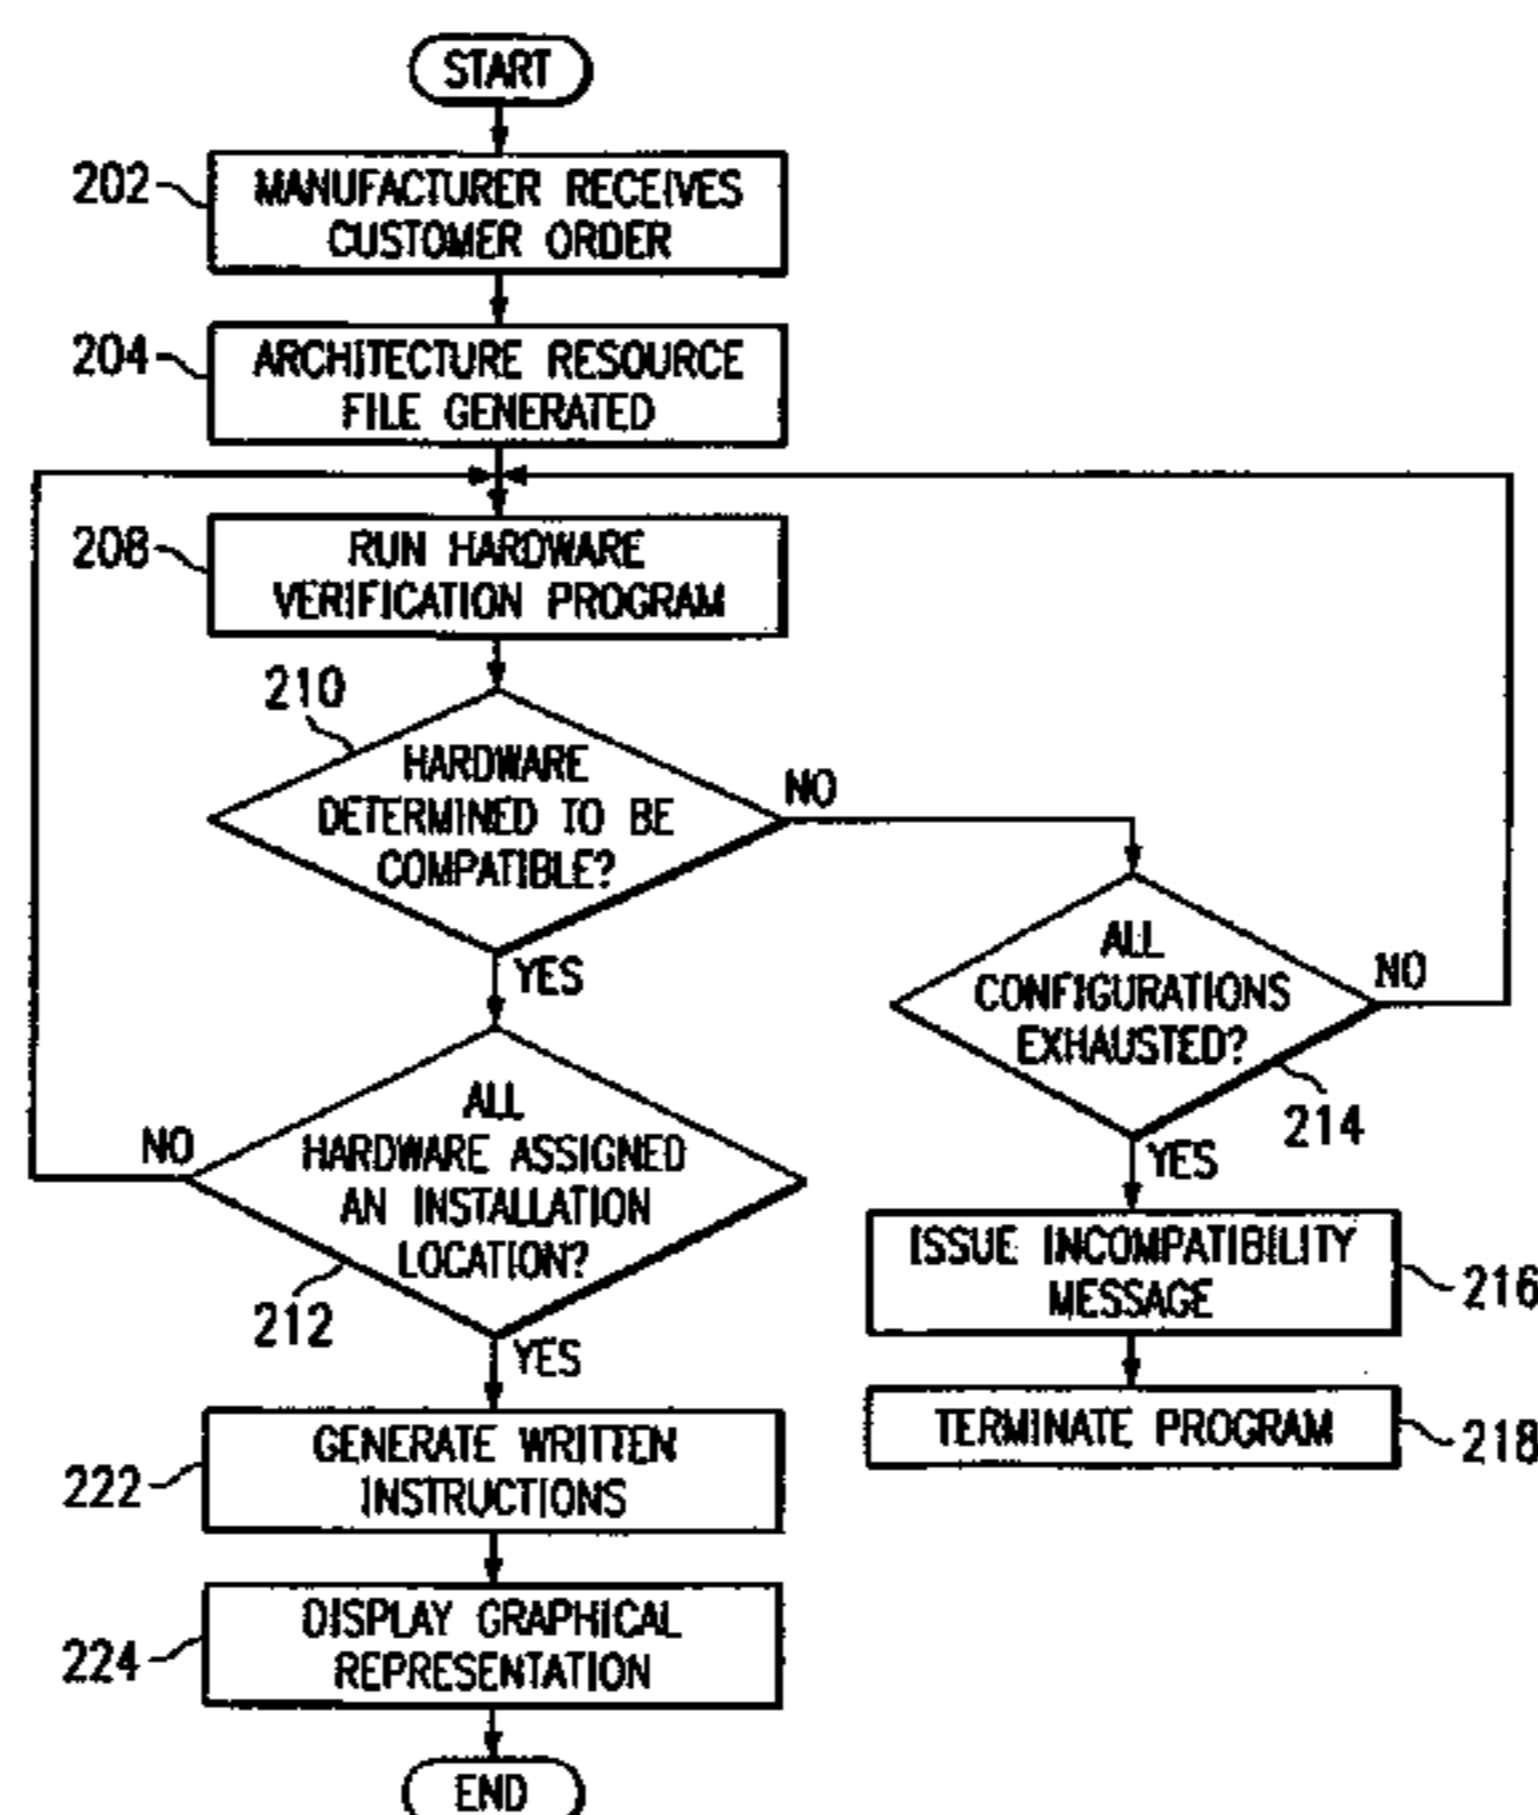 START
202
MANUFACTURER RECEIVES
CUSTOMER ORDER
204
ARCHITECTURE RESOURCE
FILE GENERATED
208
RUN HARDWARE
VERIFICATION PROGRAM
210
HARDWARE
DETERMINED TO BE
COMPATIBLE?
NO
YES
ALL
CONFIGURATIONS
EXHAUSTED?
NO
214
YES
ALL
HARDWARE ASSIGNED
AN INSTALLATION
LOCATION?
NO
212
YES
ISSUE INCOMPATIBILITY
MESSAGE
216
TERMINATE PROGRAM
218
GENERATE WRITTEN
INSTRUCTIONS
222
DISPLAY GRAPHICAL
REPRESENTATION
224
END